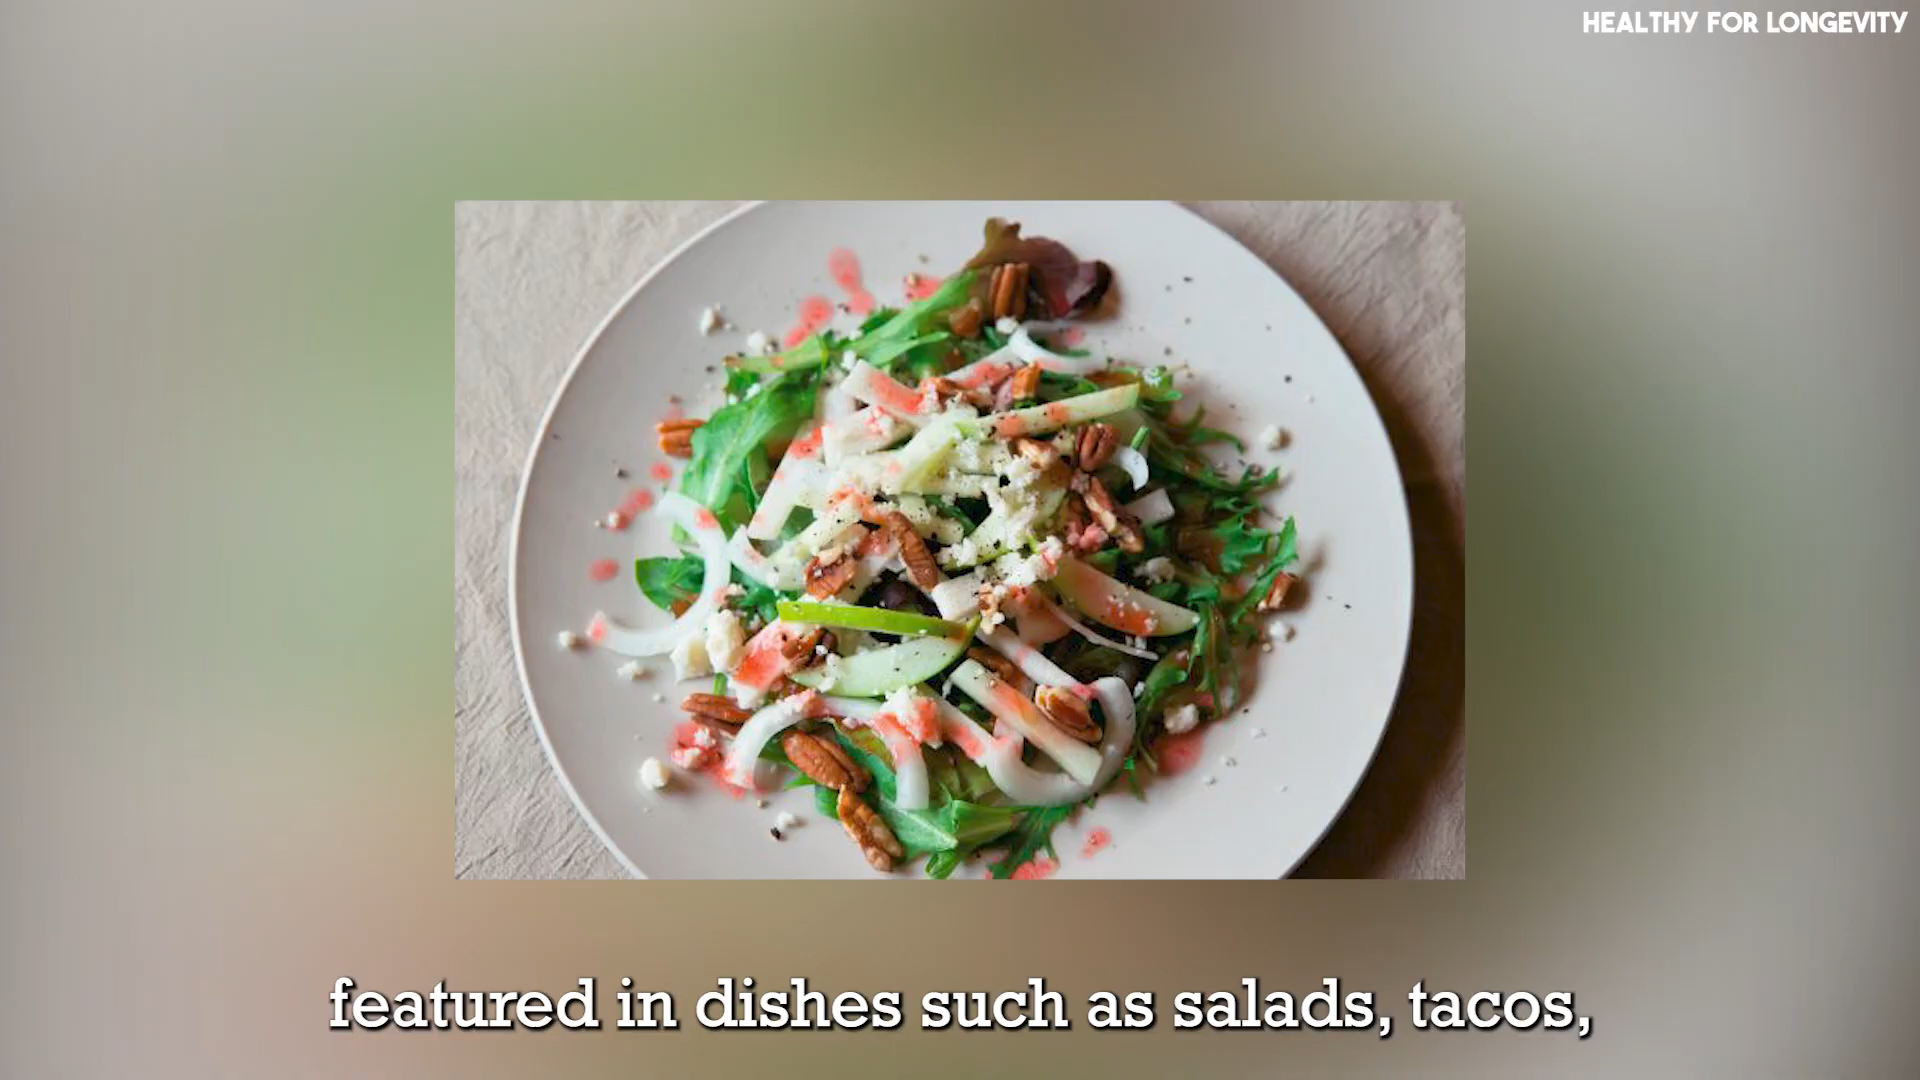 HEALTHY FOR LONGEVITY
featured in dishes such as salads, tacos,